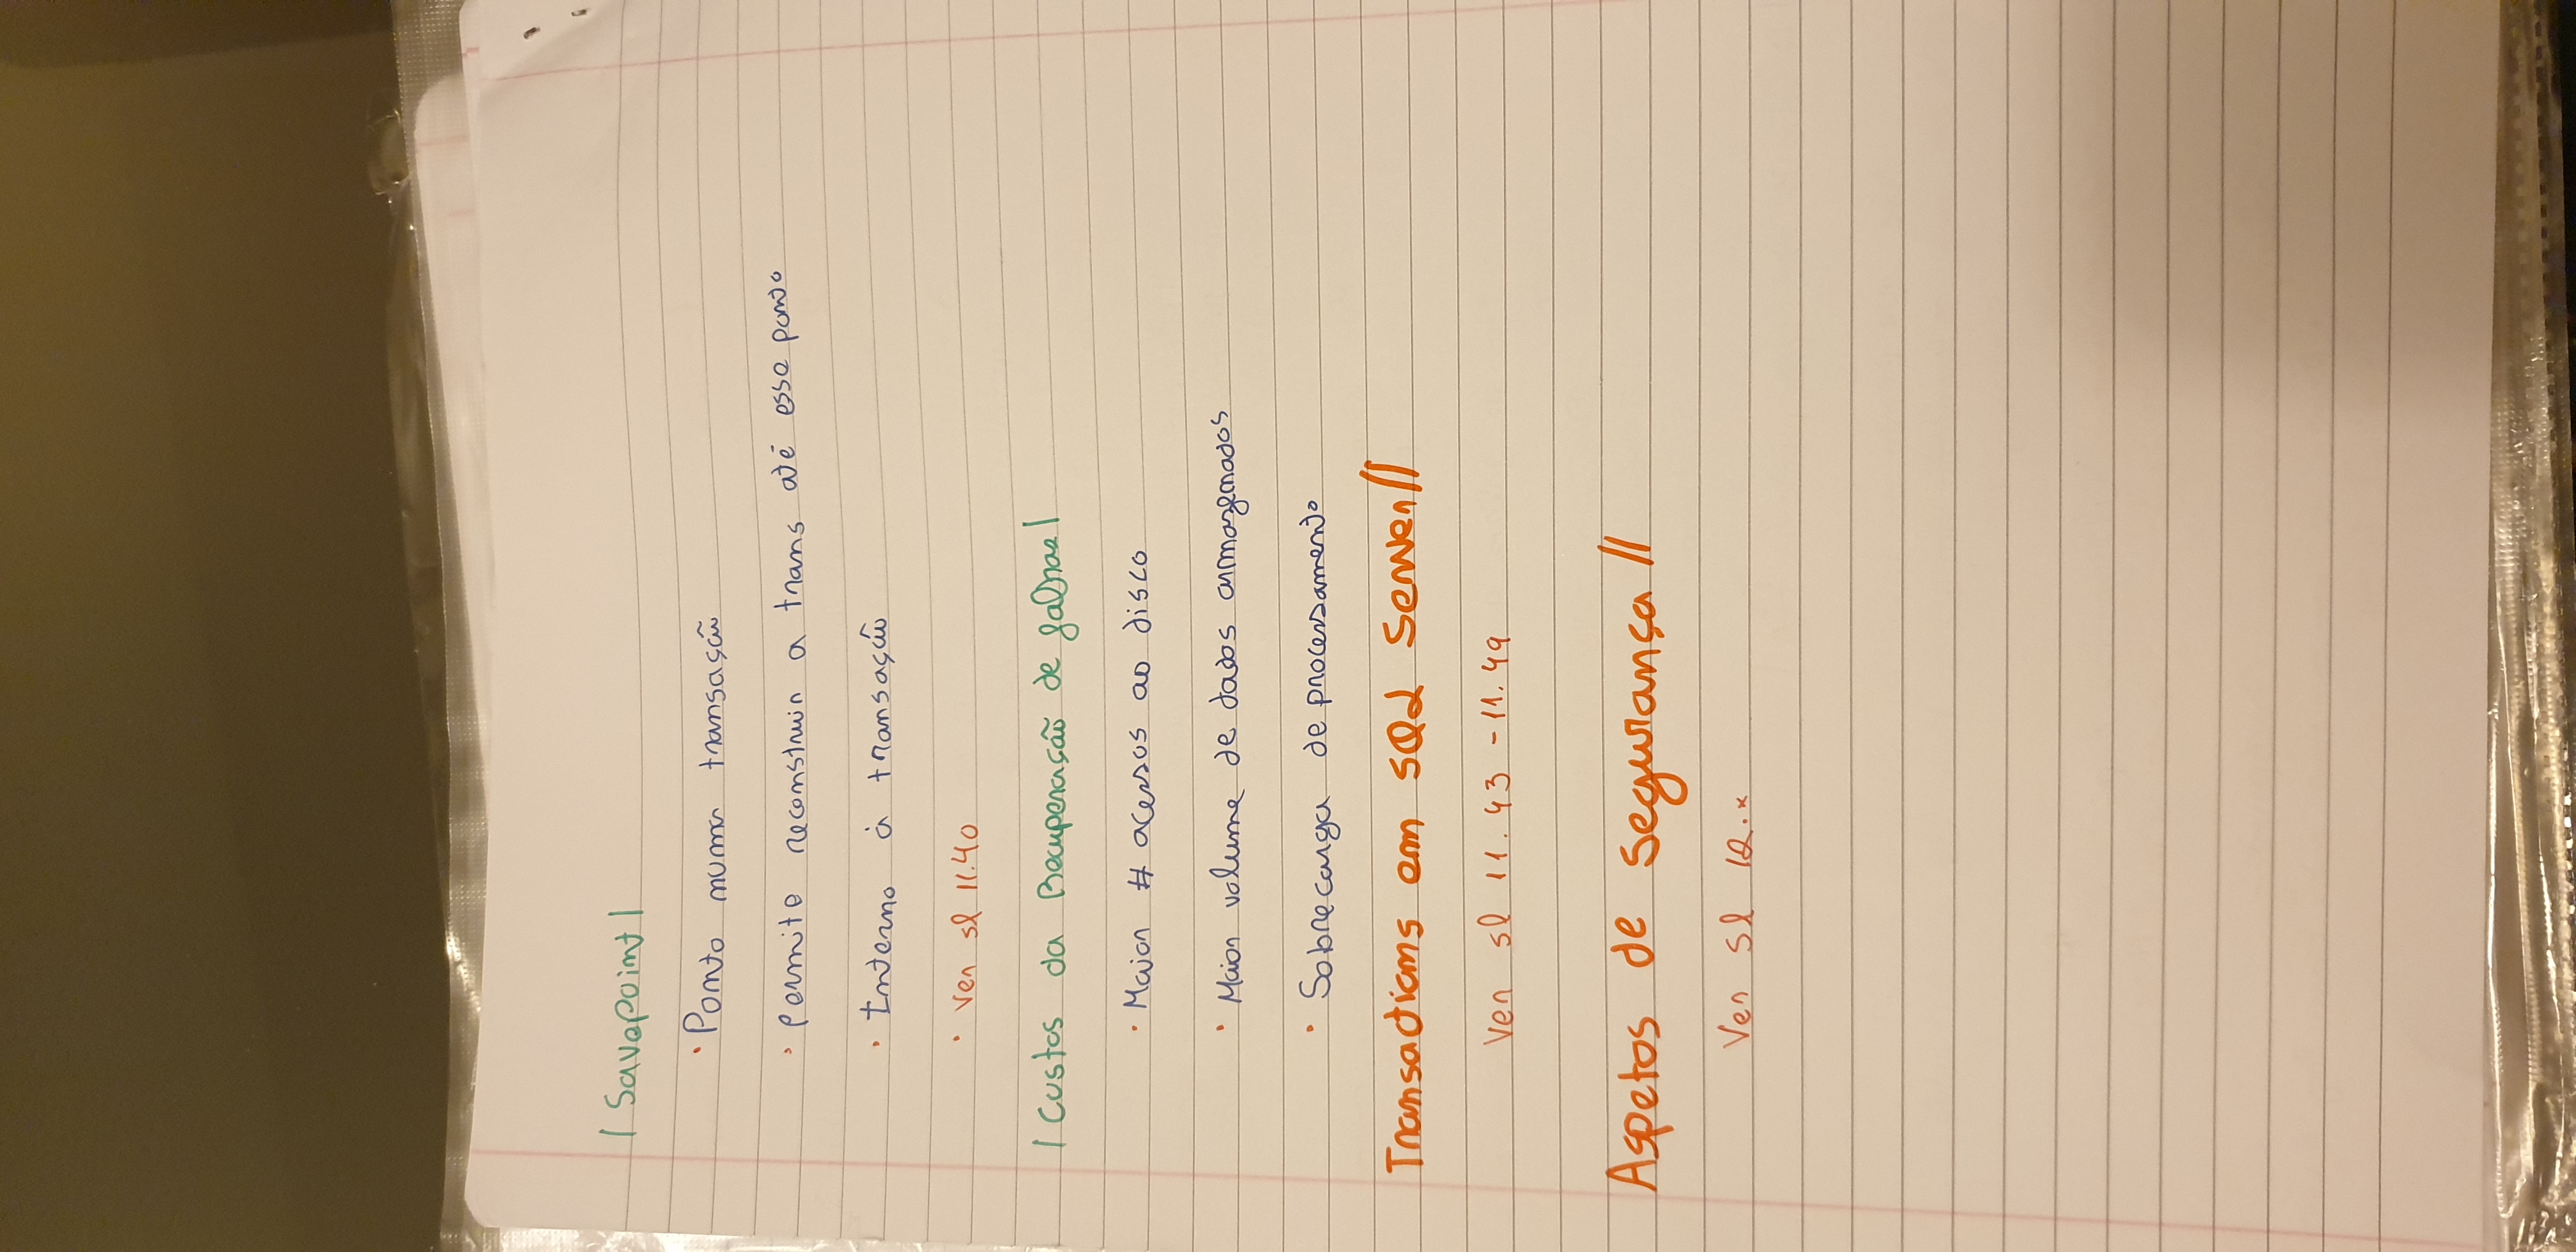 | Savepoint |
· Ponto numa transação
· Permite reconstruir a trans até esse ponto
· Interno à transação
· Ver sl 11.40
| Custos da Recuperação de falhas |
· Maior # acessos ao disco
· Maior volume de dados armazenados
· Sobrecarga de processamento
Transactions em SQL Server //
Ver sl 11.43 - 11.49
Aspetos de segurança //
Ver sl 12.x